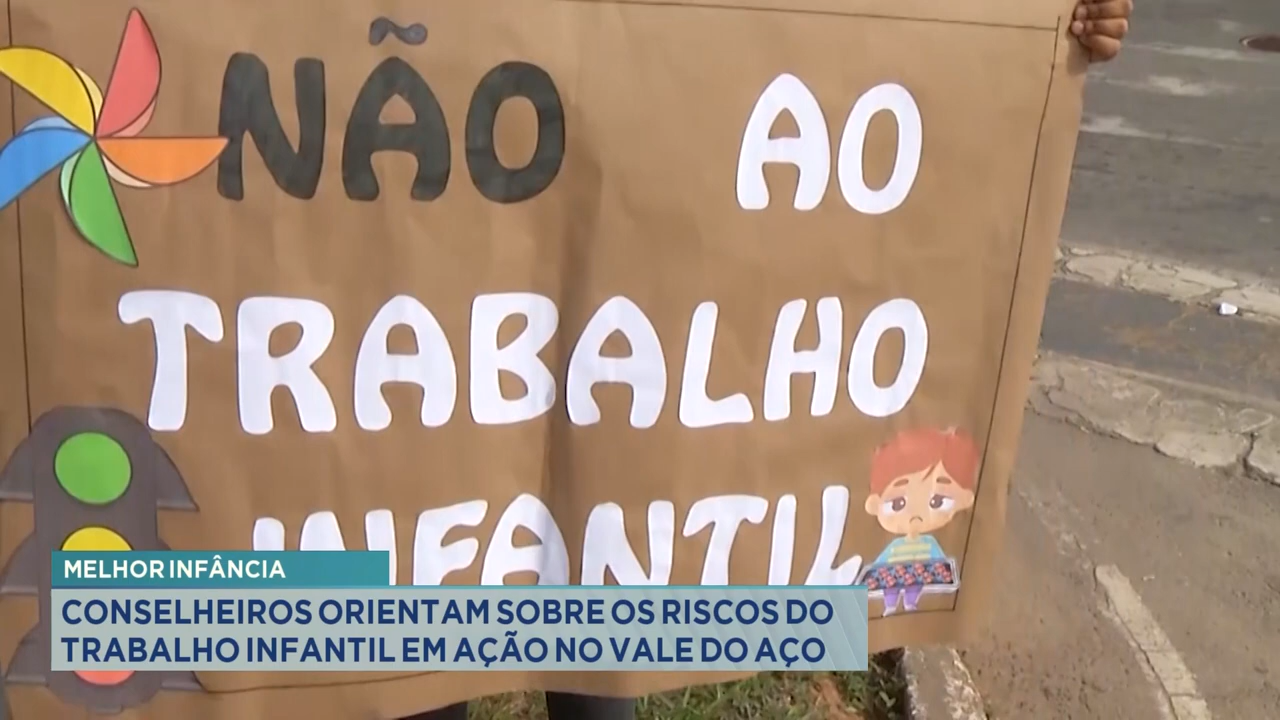 NÃO AO
TRABALHO
INFANTIL
MELHOR INFÂNCIA
CONSELHEIROS ORIENTAM SOBRE OS RISCOS DO
TRABALHO INFANTIL EM AÇÃO NO VALE DO AÇO